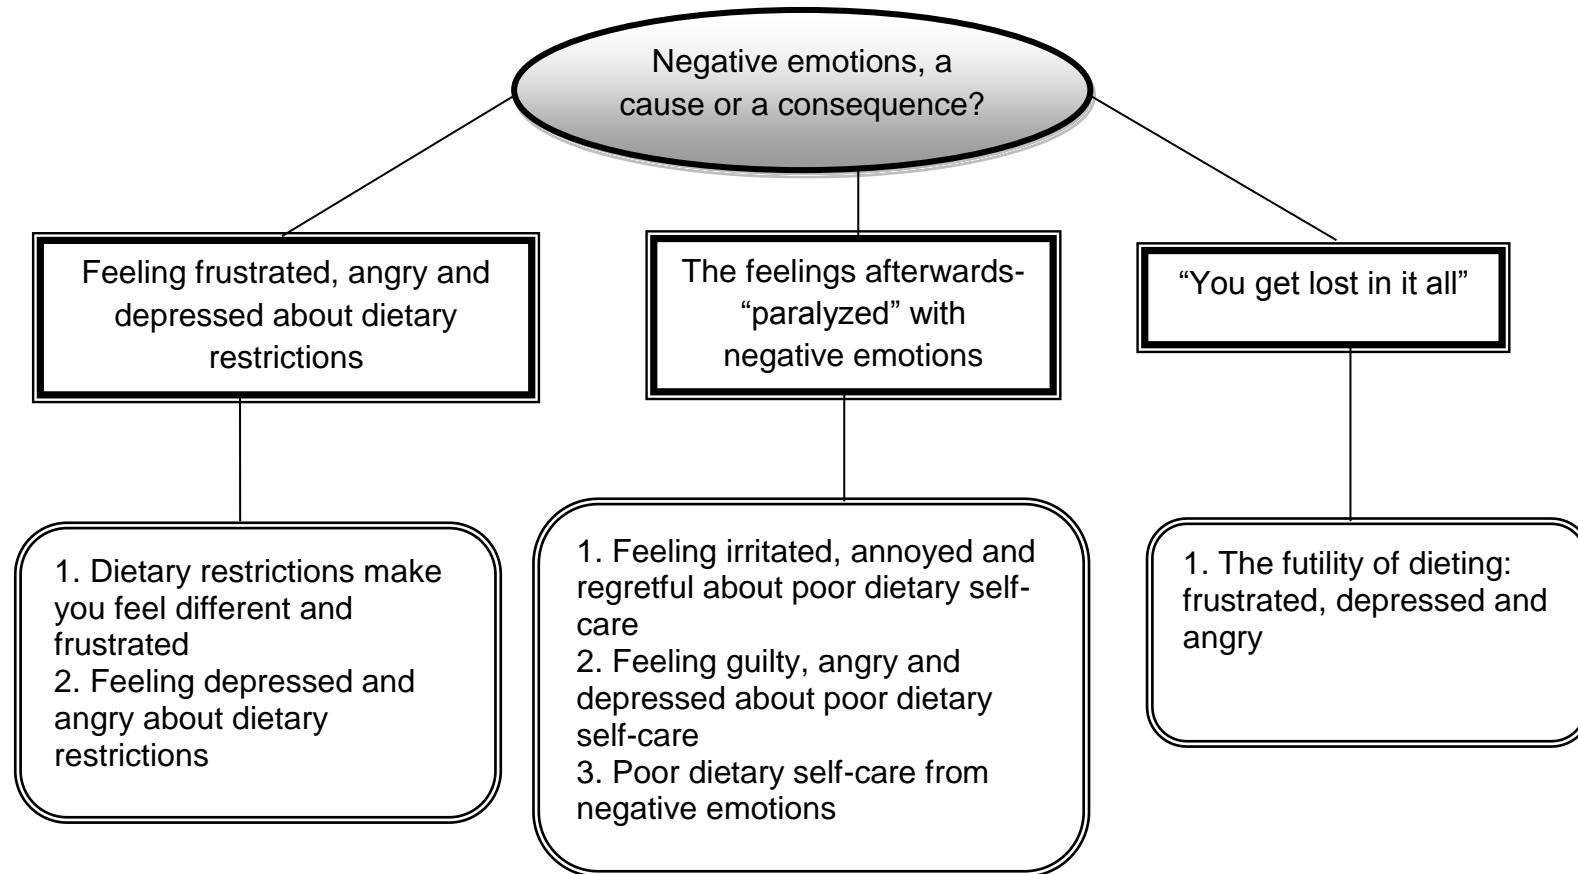 Negative emotions, a
cause or a consequence?
Feeling frustrated, angry and
depressed about dietary
restrictions
The feelings afterwards-
“paralyzed” with
negative emotions
“You get lost in it all”
1. Dietary restrictions make
you feel different and
frustrated
2. Feeling depressed and
angry about dietary
restrictions
1. Feeling irritated, annoyed and
regretful about poor dietary self-
care
2. Feeling guilty, angry and
depressed about poor dietary
self-care
3. Poor dietary self-care from
negative emotions
1. The futility of dieting:
frustrated, depressed and
angry